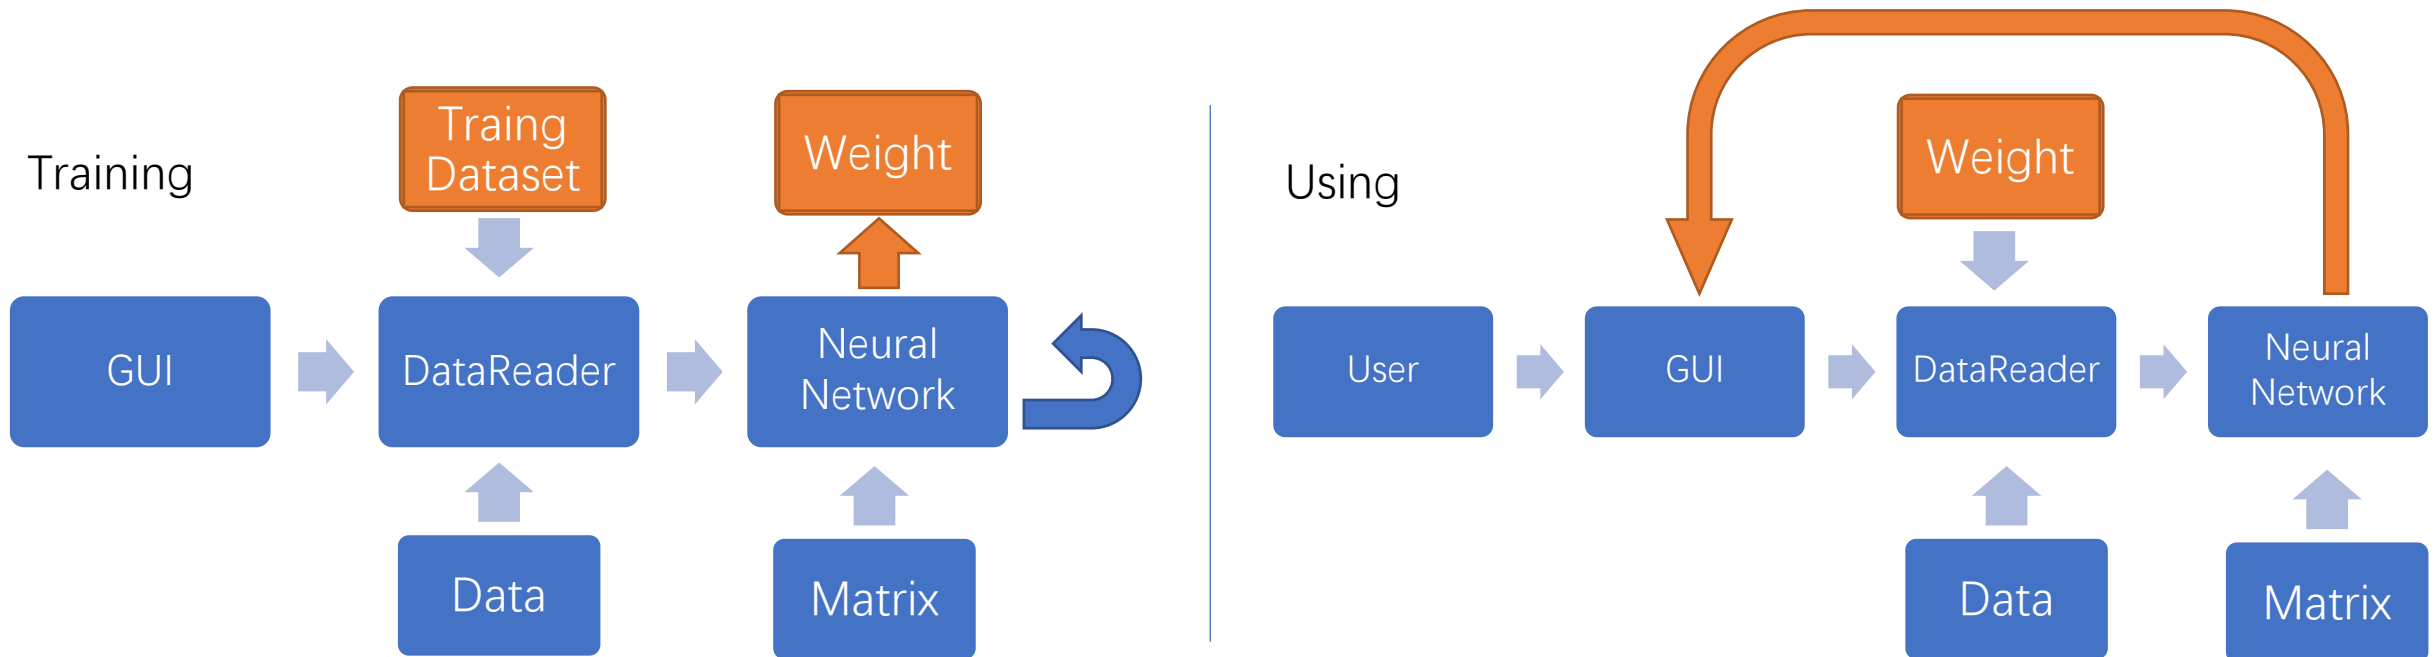 Training
Traing
Dataset
Weight
GUI
DataReader
Neural
Network
Data
Matrix
Using
Weight
User
GUI
DataReader
Neural
Network
Data
Matrix